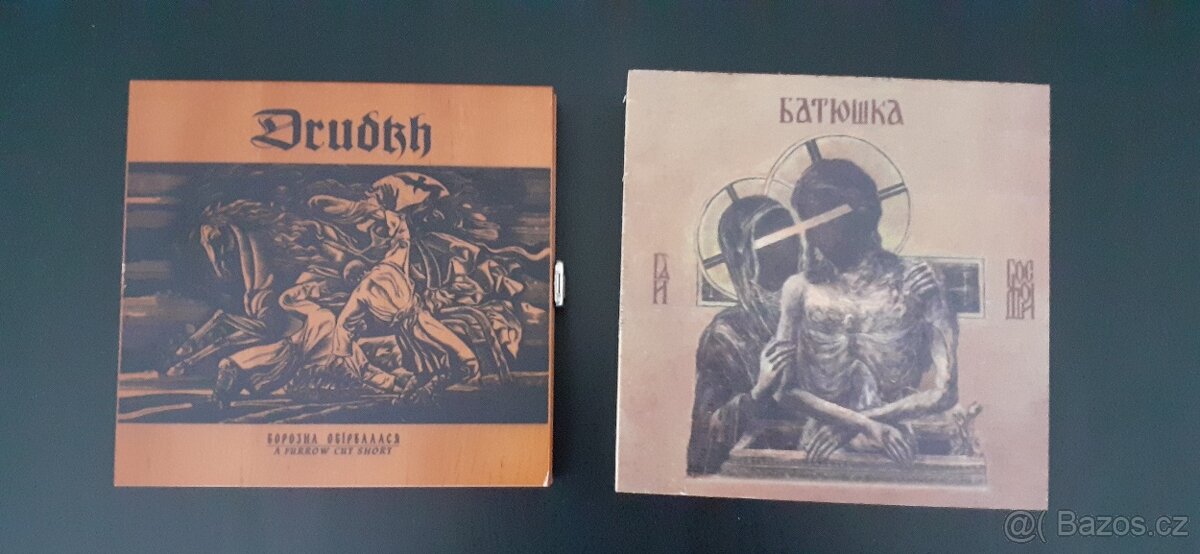 Drudkh
БОРОЗНА ОБІРВАЛАСЯ
A FURROW CUT SHORT
БАТЮШКА
@( Bazos.cz